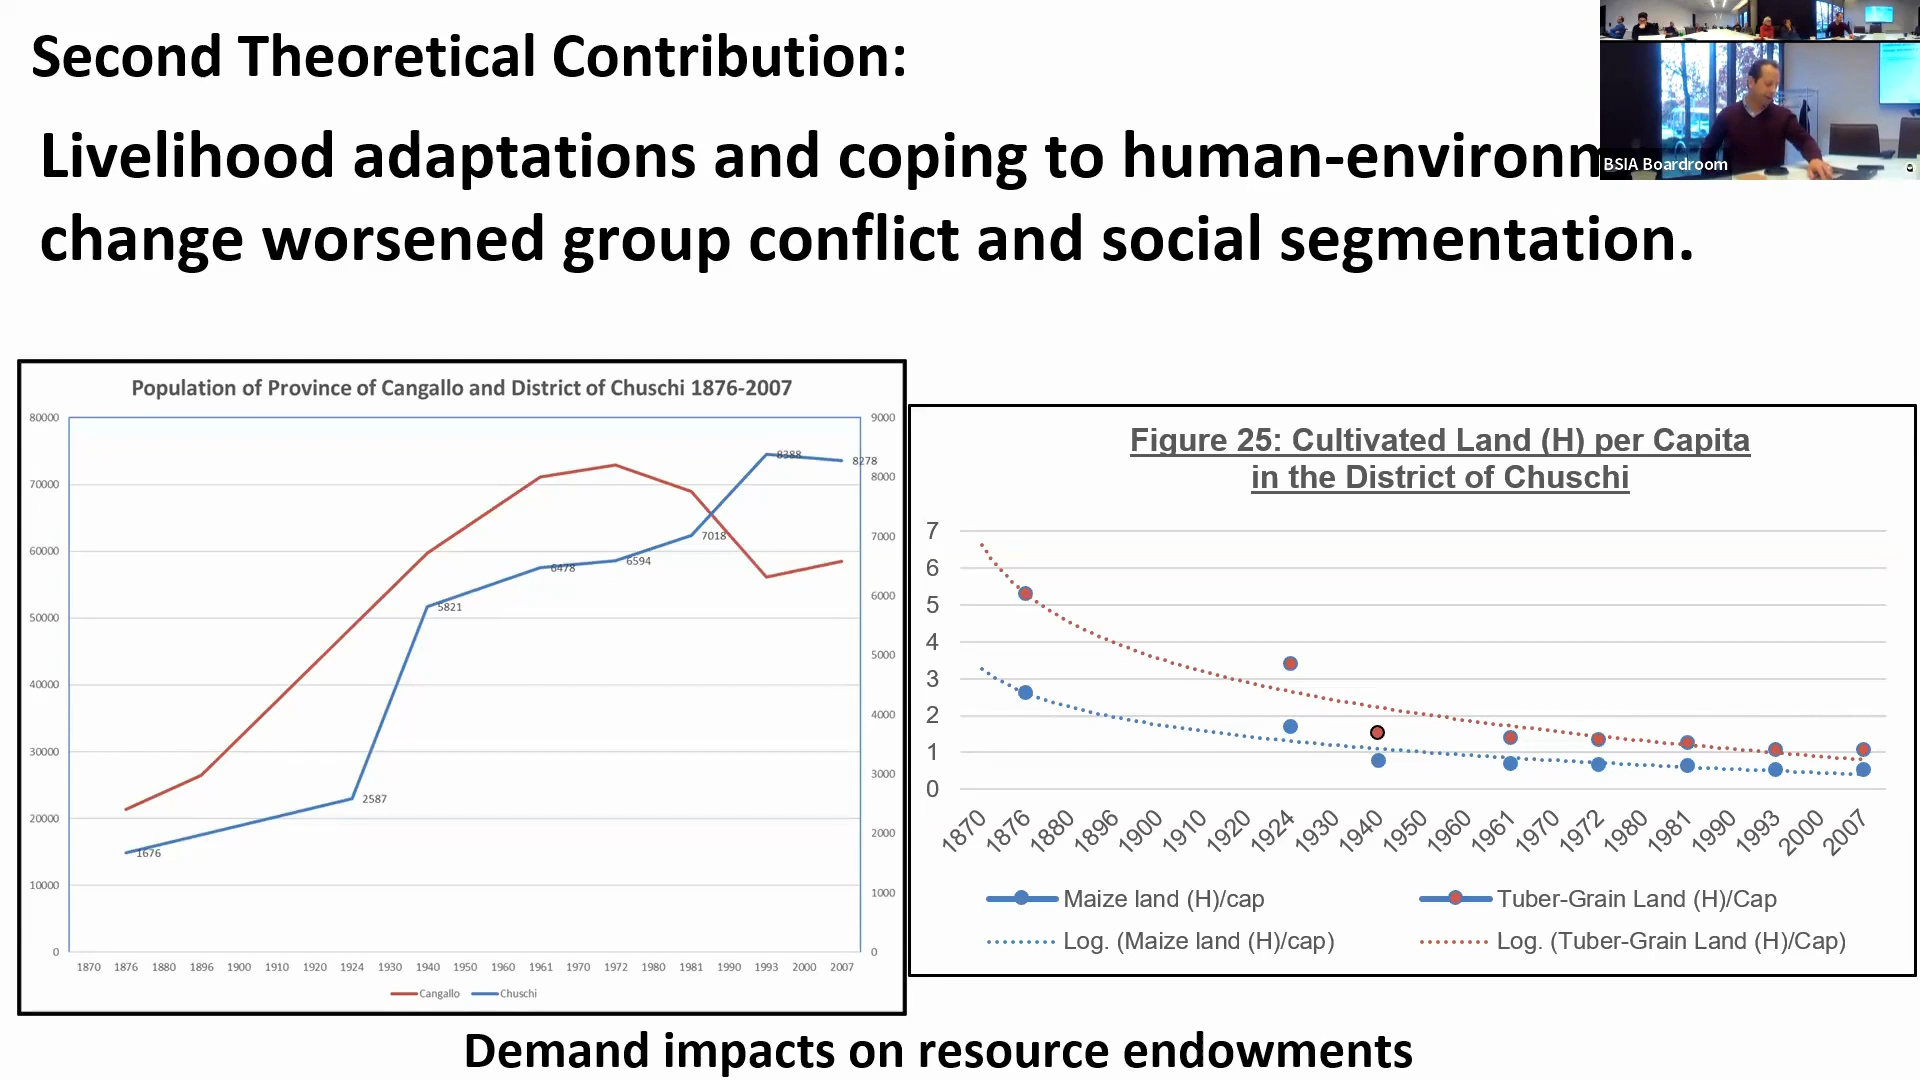 Second Theoretical Contribution:
Livelihood adaptations and coping to human-environm
change worsened group conflict and social segmentation.
BSIA Boardroom
Population of Province of Cangallo and District of Chuschi 1876-2007
80000
70000
60000
50000
40000
30000
20000
10000
0
9000
8000
7000
6000
5000
4000
3000
2000
1000
0
1676
2587
5821
6478
6594
7018
8388
8278
1870 1876 1880 1896 1900 1910 1920 1924 1930 1940 1950 1960 1961 1970 1972 1980 1981 1990 1993 2000 2007
Cangallo Chuschi
Figure 25: Cultivated Land (H) per Capita
in the District of Chuschi
7
6
5
4
3
2
1
0
1870 1876 1880 1896 1900 1910 1920 1924 1930 1940 1950 1960 1961 1970 1972 1980 1981 1990 1993 2000 2007
Maize land (H)/cap Tuber-Grain Land (H)/Cap
Log. (Maize land (H)/cap) Log. (Tuber-Grain Land (H)/Cap)
Demand impacts on resource endowments